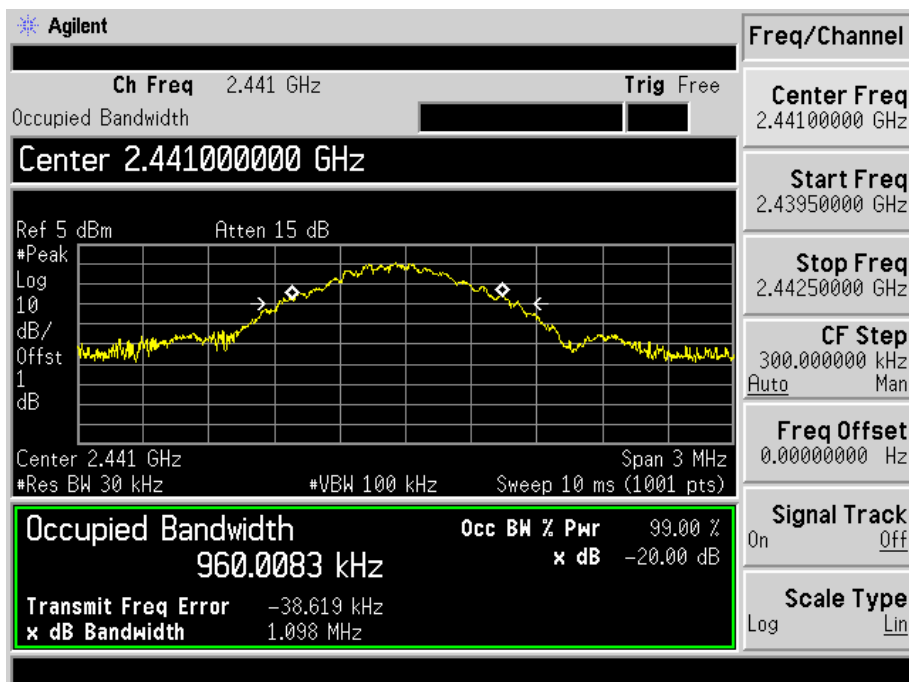 Agilent
Freq/Channel
Ch Freq 2.441 GHz Trig Free
Occupied Bandwidth
Center 2.441000000 GHz
Center Freq
2.44100000 GHz
Start Freq
2.43950000 GHz
Stop Freq
2.44250000 GHz
CF Step
300.000000 kHz
Auto Man
Freq Offset
0.00000000 Hz
Signal Track
On Off
Scale Type
Log Lin
Ref 5 dBm Atten 15 dB
#Peak
Log
10
dB/
Offst
1
dB
Center 2.441 GHz Span 3 MHz
#Res BW 30 kHz #VBW 100 kHz Sweep 10 ms (1001 pts)
Occupied Bandwidth Occ BW % Pwr 99.00 %
960.0083 kHz x dB -20.00 dB
Transmit Freq Error -38.619 kHz
x dB Bandwidth 1.098 MHz